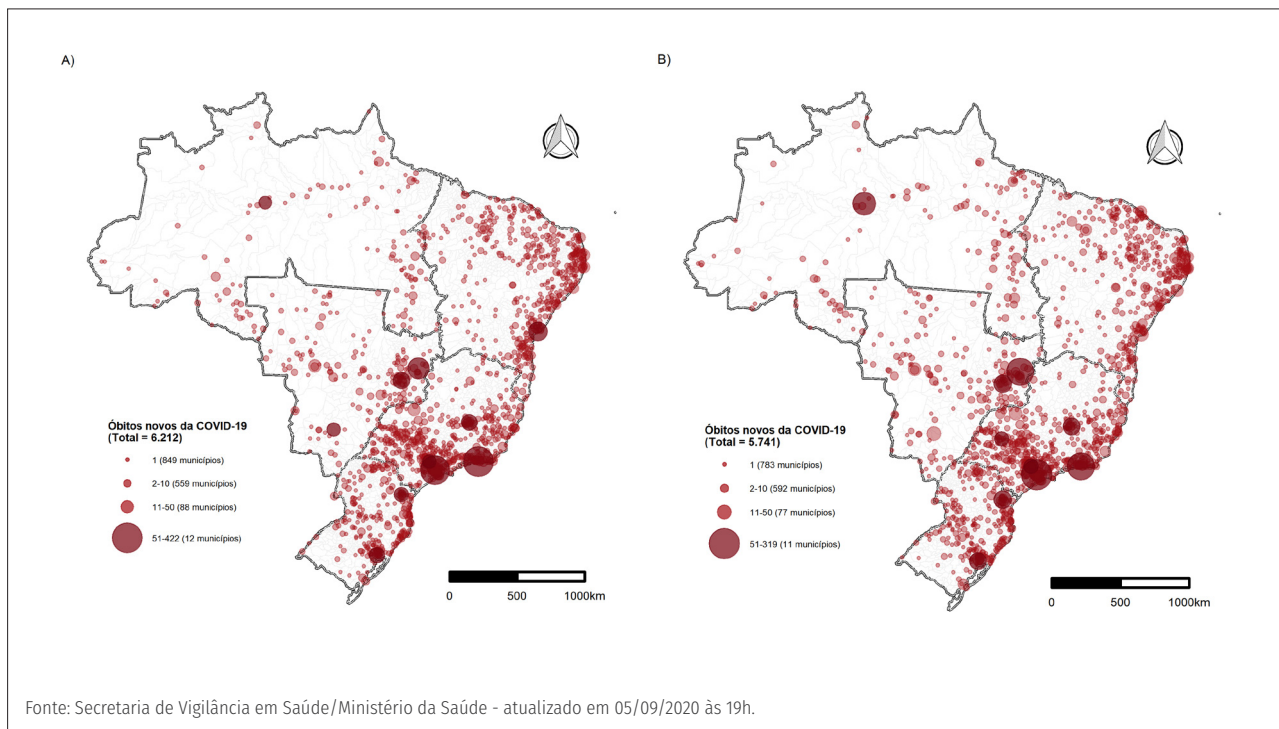 A)
Óbitos novos da COVID-19
(Total = 6.212)
1 (849 municípios)
2-10 (559 municípios)
11-50 (88 municípios)
51-422 (12 municípios)
0 500 1000km
B)
Óbitos novos da COVID-19
(Total = 5.741)
1 (783 municípios)
2-10 (592 municípios)
11-50 (77 municípios)
51-319 (11 municípios)
0 500 1000km
Fonte: Secretaria de Vigilância em Saúde/Ministério da Saúde - atualizado em 05/09/2020 às 19h.